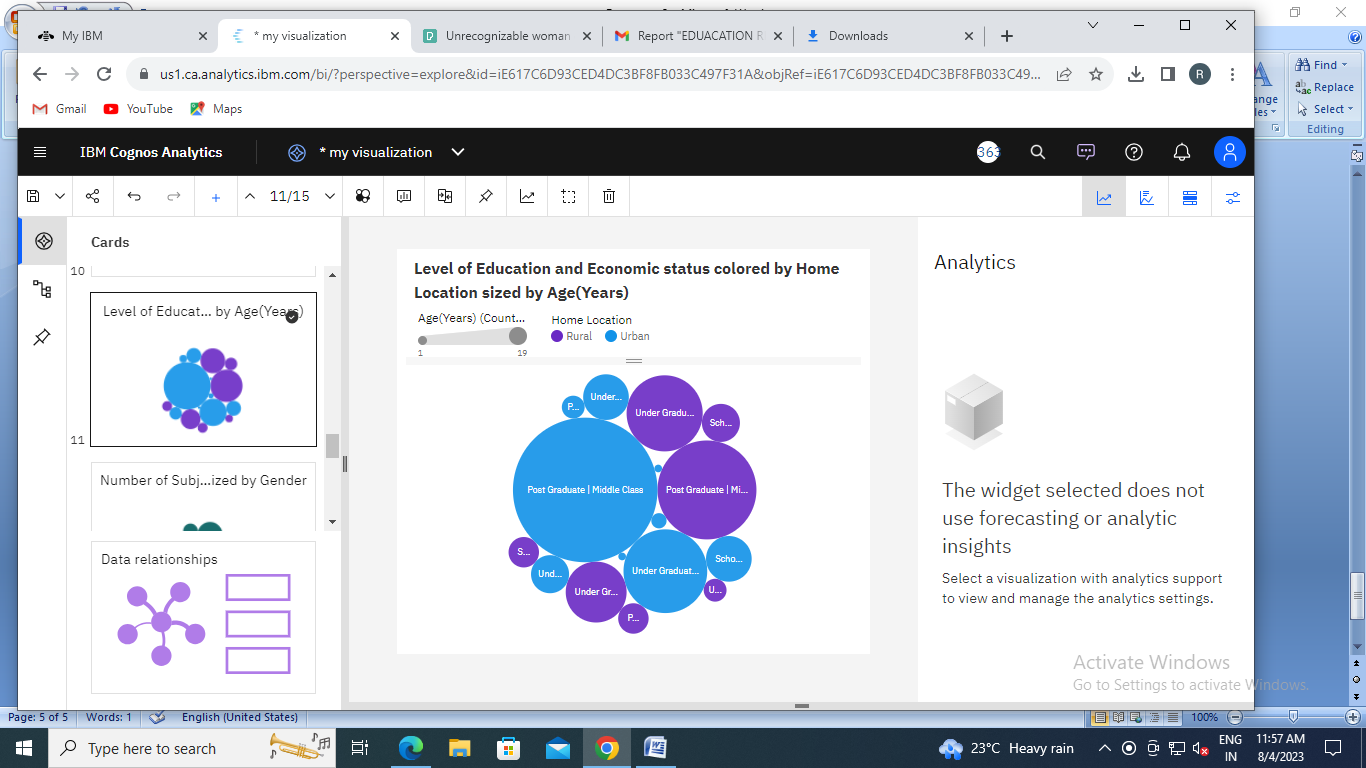 My IBM
* my visualization
Unrecognizable woman
Report "EDUACATION R
Downloads
us1.ca.analytics.ibm.com/bi/?perspective=explore&id=iE617C6D93CED4DC3BF8FB033C497F31A&objRef=iE617C6D93CED4DC3BF8FB033C49...
R
Gmail
YouTube
Maps
Find
Replace
Select
Editing
IBM Cognos Analytics
* my visualization
363
11/15
Cards
10
Level of Educat... by Age(Years)
11
Number of Subj...ized by Gender
Data relationships
Level of Education and Economic status colored by Home
Location sized by Age(Years)
Age(Years) (Count...
1
19
Home Location
Rural
Urban
P...
Under...
Under Gradu...
Sch...
Post Graduate | Middle Class
Post Graduate | Mi...
S...
Und...
Under Gr...
Under Graduat...
Scho...
U...
P...
Analytics
The widget selected does not
use forecasting or analytic
insights
Select a visualization with analytics support
to view and manage the analytics settings.
Activate Windows
Go to Settings to activate Windows.
Page: 5 of 5
Words: 1
English (United States)
100%
Type here to search
23°C Heavy rain
ENG
IN
11:57 AM
8/4/2023